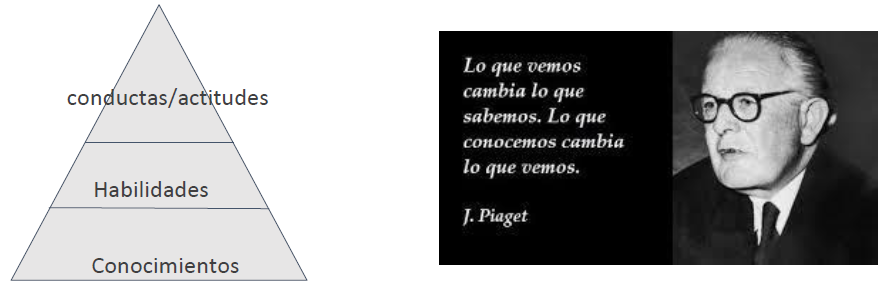 conductas/actitudes
Habilidades
Conocimientos
Lo que vemos
cambia lo que
sabemos. Lo que
conocemos cambia
lo que vemos.
J. Piaget